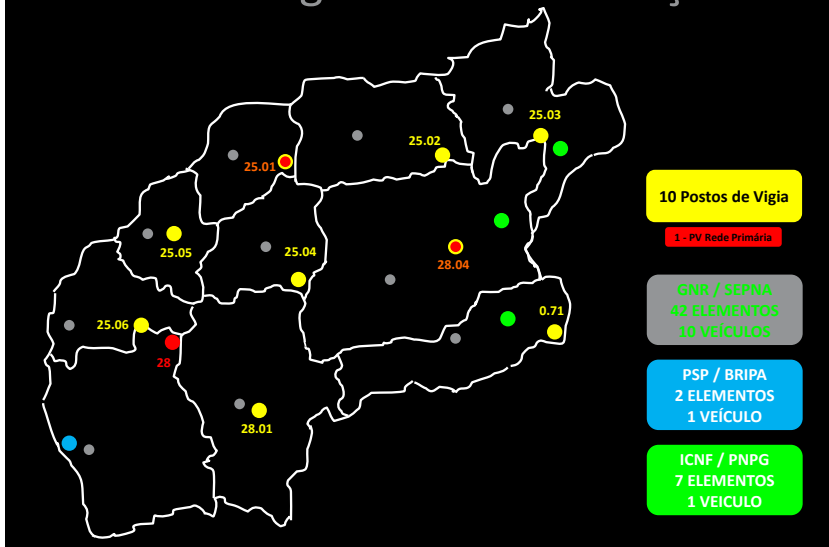 25.03
25.02
25.01
10 Postos de Vigia
1 - PV Rede Primária
25.05
25.04
28.04
GNR / SEPNA
42 ELEMENTOS
10 VEÍCULOS
0.71
25.06
28
PSP / BRIPA
2 ELEMENTOS
1 VEÍCULO
28.01
ICNF / PNPG
7 ELEMENTOS
1 VEICULO